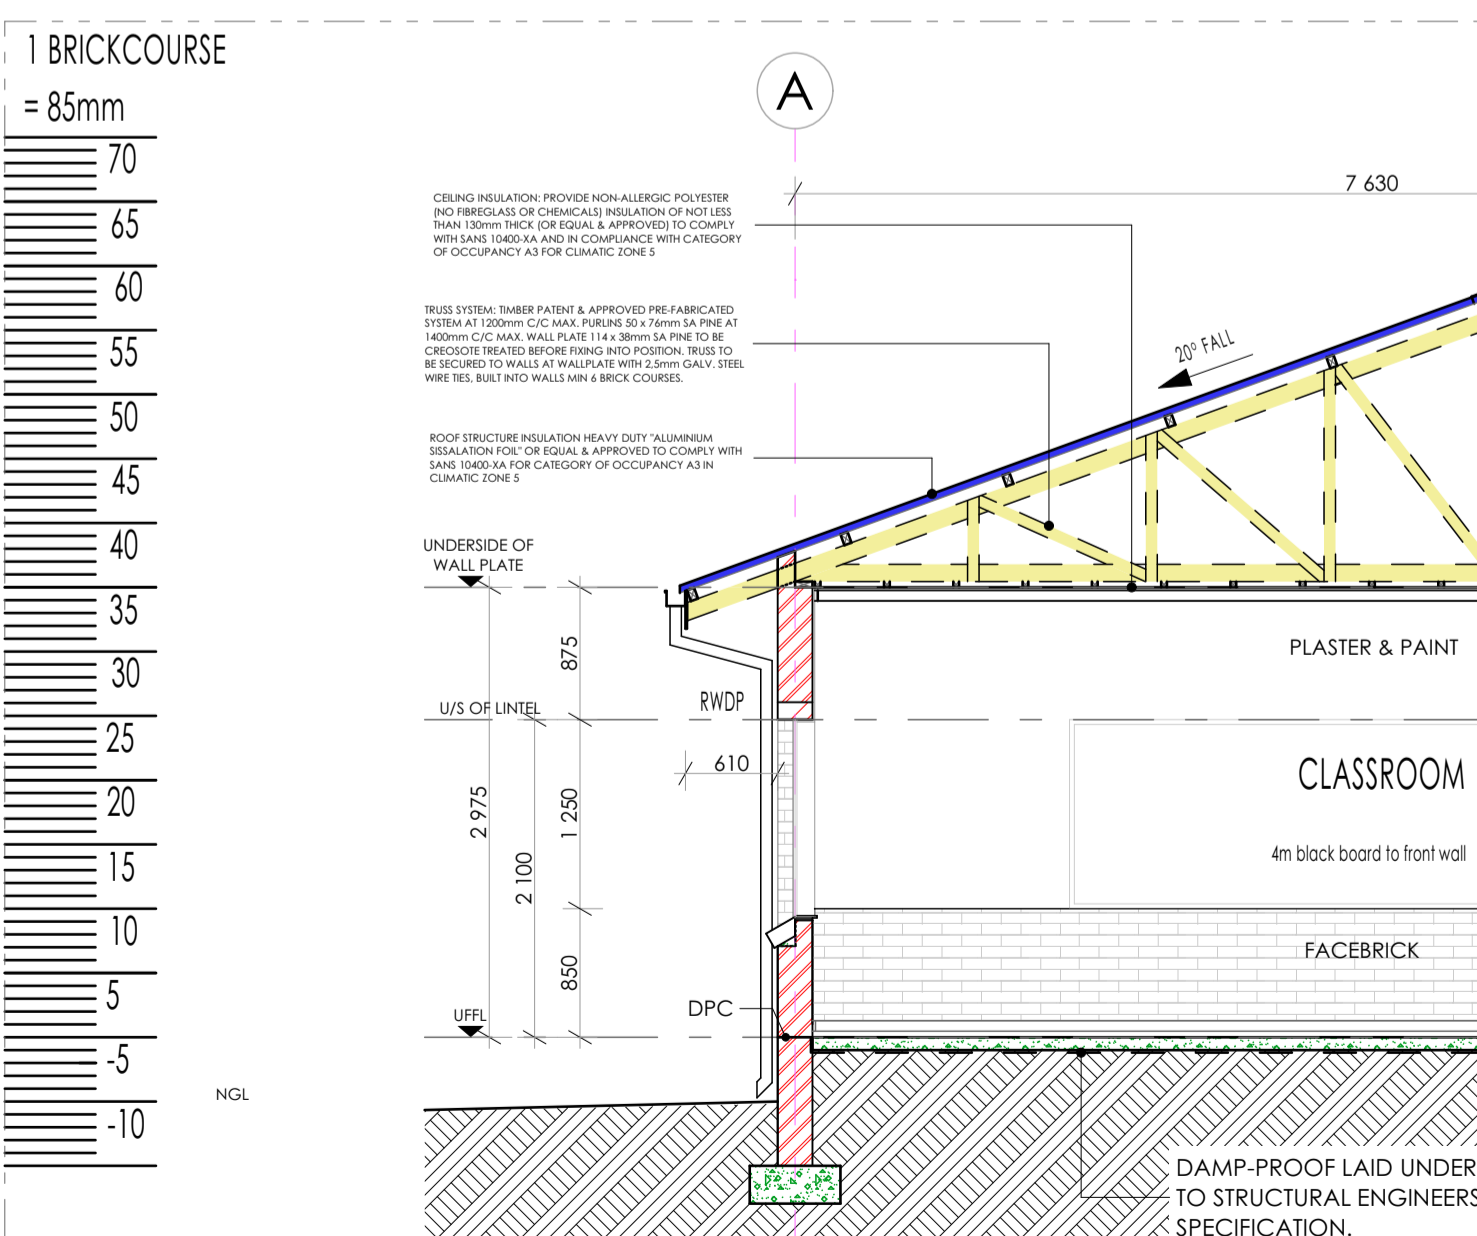 1 BRICKCOURSE
= 85mm
70
65
60
55
50
45
40
35
30
25
20
15
10
5
-5
-10
NGL
A
7 630
CEILING INSULATION: PROVIDE NON-ALLERGIC POLYESTER
(NO FIBREGLASS OR CHEMICALS) INSULATION OF NOT LESS
THAN 130mm THICK (OR EQUAL & APPROVED) TO COMPLY
WITH SANS 10400-XA AND IN COMPLIANCE WITH CATEGORY
OF OCCUPANCY A3 FOR CLIMATIC ZONE 5
TRUSS SYSTEM: TIMBER PATENT & APPROVED PRE-FABRICATED
SYSTEM AT 1200mm C/C MAX. PURLINS 50 x 76mm SA PINE AT
1400mm C/C MAX. WALL PLATE 114 x 38mm SA PINE TO BE
CREOSOTE TREATED BEFORE FIXING INTO POSITION. TRUSS TO
BE SECURED TO WALLS AT WALLPLATE WITH 2,5mm GALV. STEEL
WIRE TIES, BUILT INTO WALLS MIN 6 BRICK COURSES.
20° FALL
ROOF STRUCTURE INSULATION HEAVY DUTY "ALUMINIUM
SISSALATION FOIL" OR EQUAL & APPROVED TO COMPLY WITH
SANS 10400-XA FOR CATEGORY OF OCCUPANCY A3 IN
CLIMATIC ZONE 5
UNDERSIDE OF
WALL PLATE
875
PLASTER & PAINT
U/S OF LINTEL
RWDP
610
2 975
1 250
2 100
CLASSROOM
4m black board to front wall
850
FACEBRICK
UFFL
DPC
DAMP-PROOF LAID UNDER
TO STRUCTURAL ENGINEERS
SPECIFICATION.